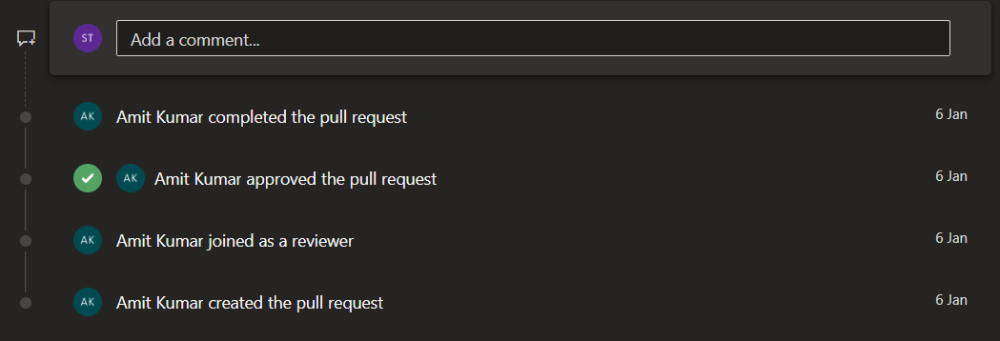 ST Add a comment...
AK Amit Kumar completed the pull request 6 Jan
AK Amit Kumar approved the pull request 6 Jan
AK Amit Kumar joined as a reviewer 6 Jan
AK Amit Kumar created the pull request 6 Jan